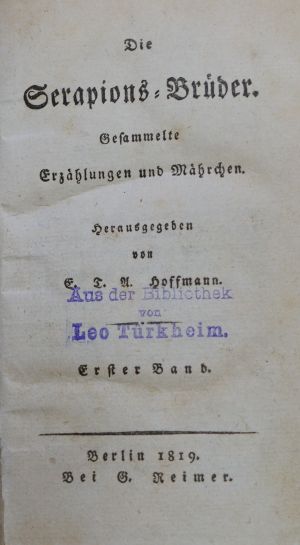 Die
Serapions-Brüder.
Gesammelte
Erzählungen und Mährchen.
Herausgegeben
von
E. T. A. Hoffmann.
Aus der Bibliothek
von
Leo Türkheim.
Erster Band.
Berlin 1819.
Bei G. Reimer.